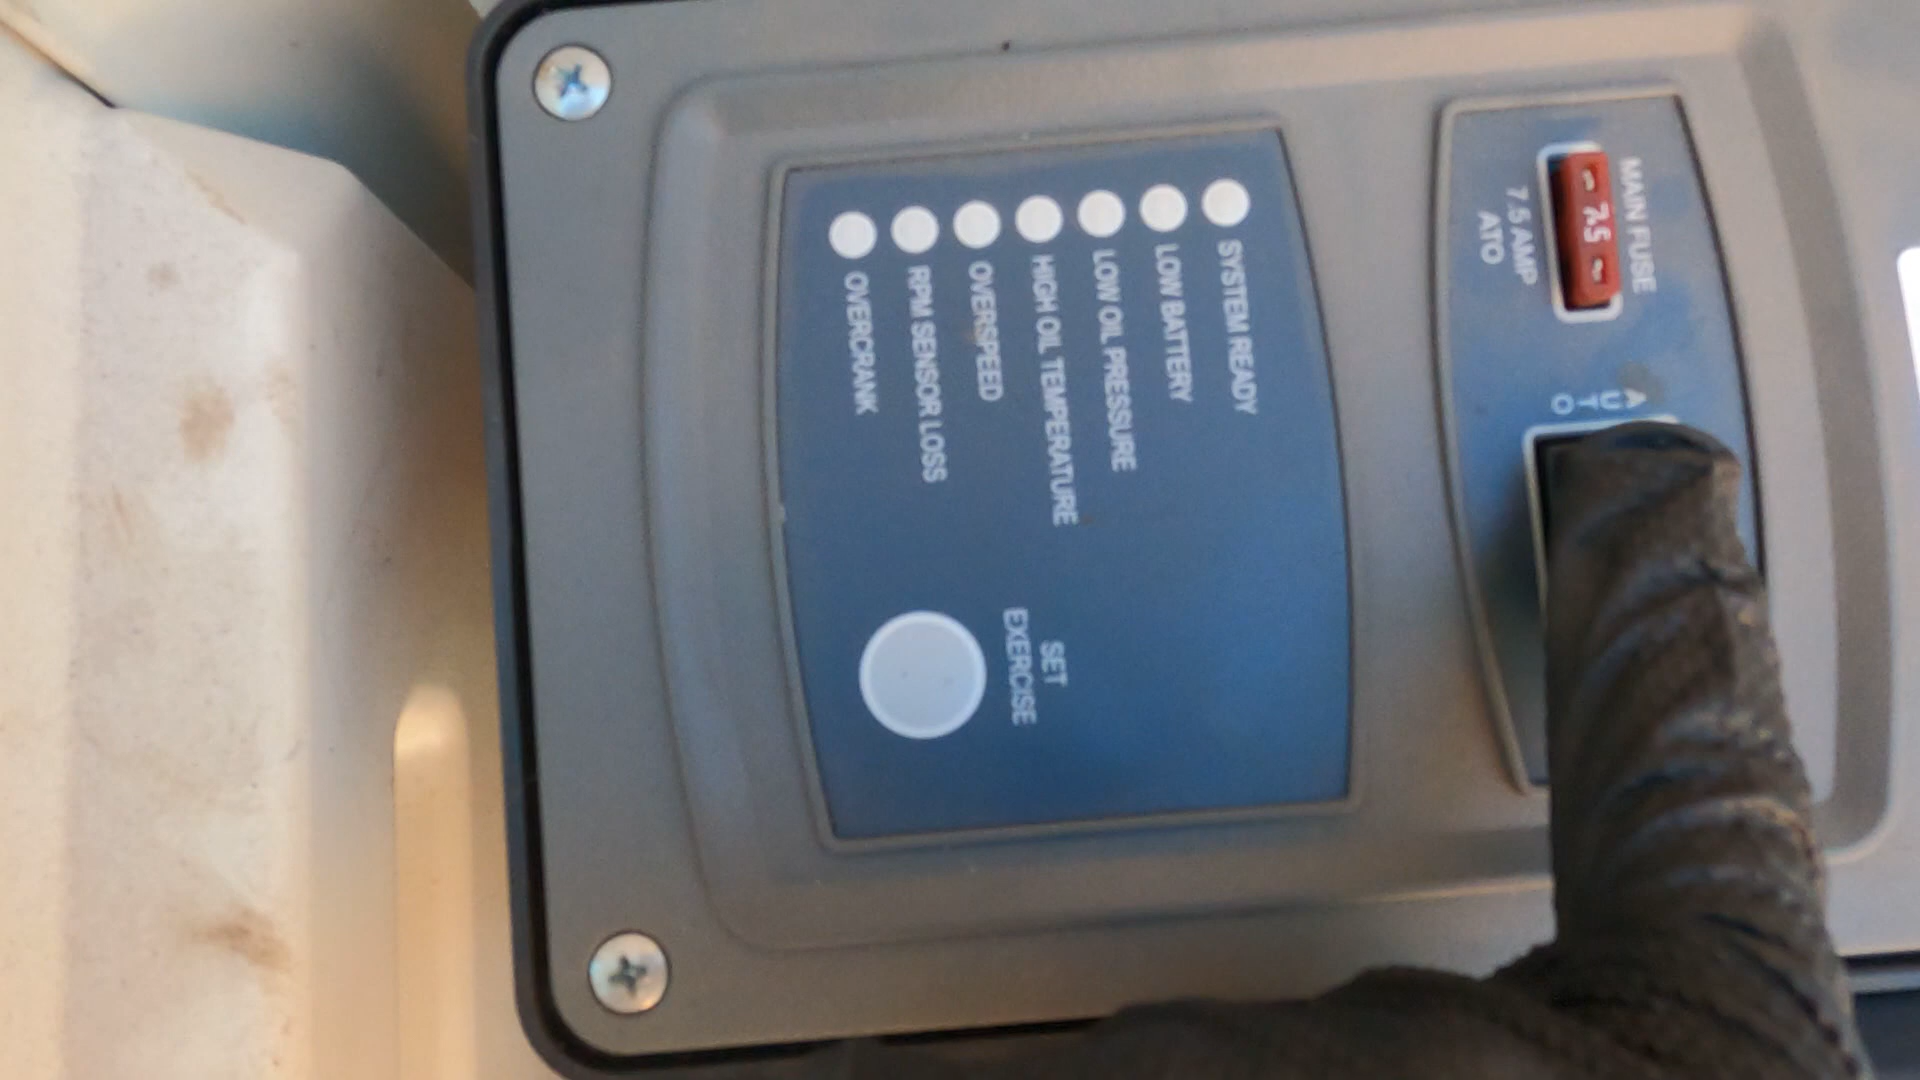 MAIN FUSE
7.5
7.5 AMP
ATO
AUTO
SYSTEM READY
LOW BATTERY
LOW OIL PRESSURE
HIGH OIL TEMPERATURE
OVERSPEED
RPM SENSOR LOSS
OVERCRANK
SET
EXERCISE